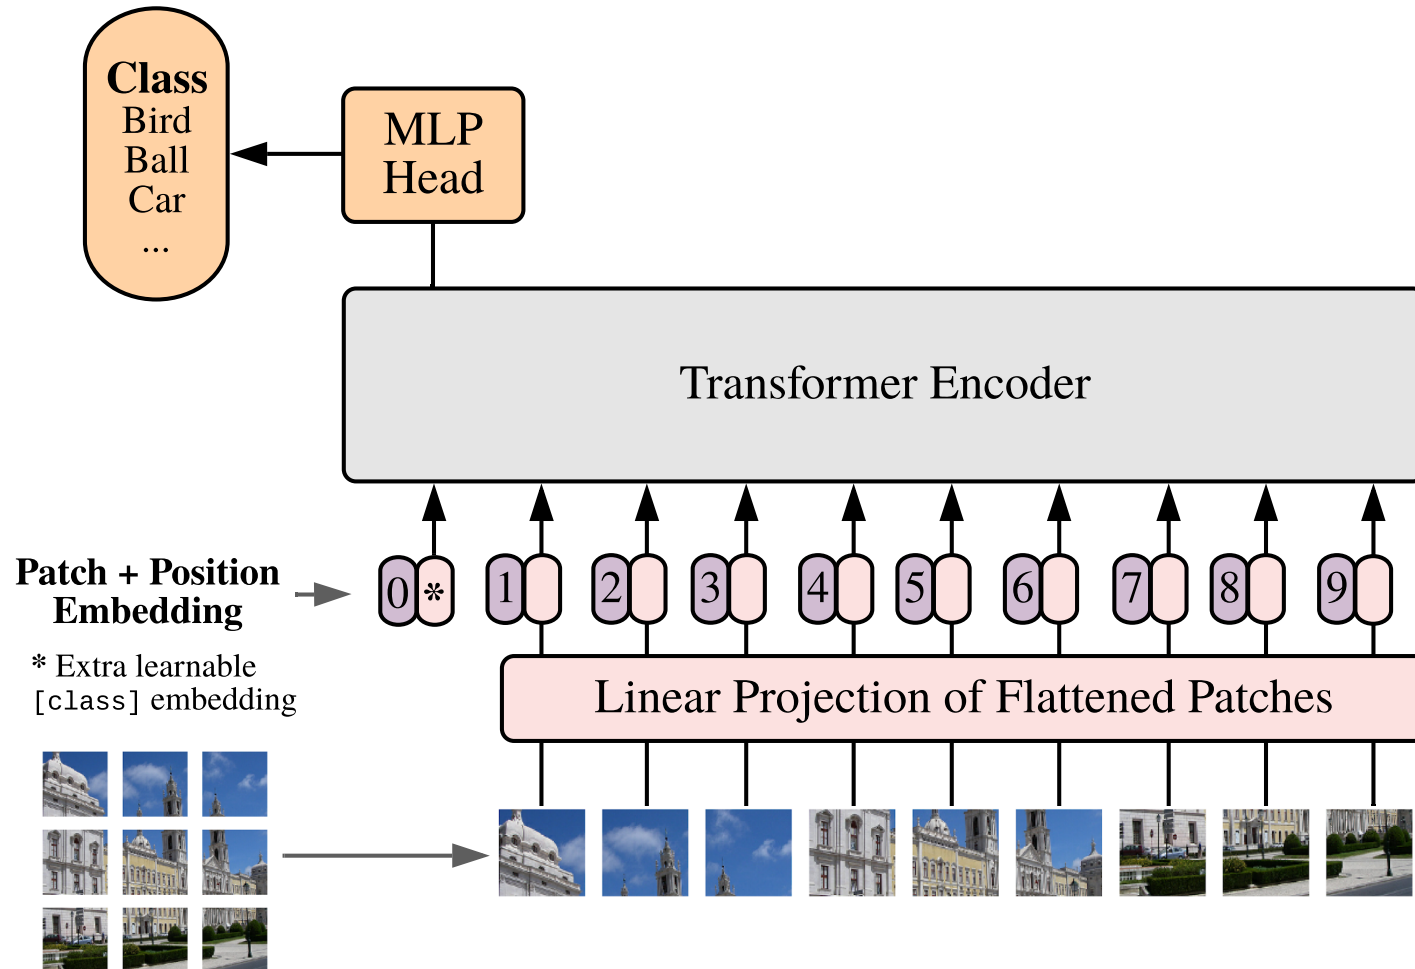 Class
Bird
Ball
Car
...
MLP
Head
Transformer Encoder
Patch + Position
Embedding
0 * 1 2 3 4 5 6 7 8 9
* Extra learnable
[class] embedding
Linear Projection of Flattened Patches